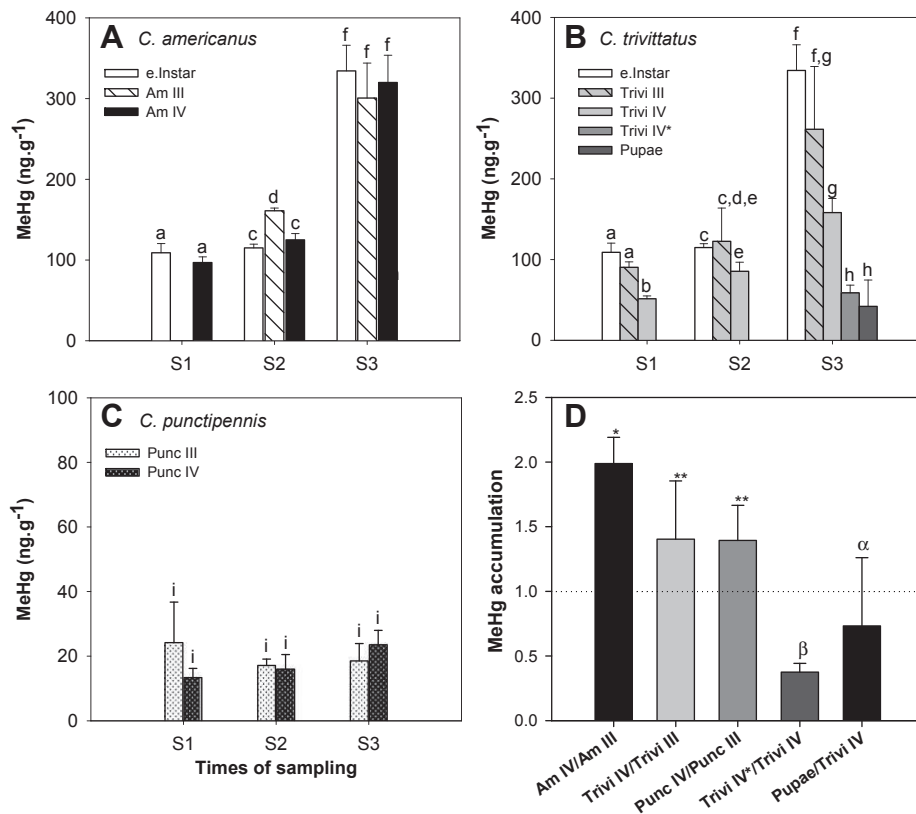 A C. americanus
e.Instar
Am III
Am IV
MeHg (ng.g-1)
400
300
200
100
0
a
a
c
d
c
f
f
f
S1
S2
S3
B C. trivittatus
e.Instar
Trivi III
Trivi IV
Trivi IV*
Pupae
MeHg (ng.g-1)
400
300
200
100
0
a
a
b
c
c,d,e
e
f
f,g
g
h
h
S1
S2
S3
C C. punctipennis
Punc III
Punc IV
MeHg (ng.g-1)
100
80
60
40
20
0
i
i
i
i
i
i
S1
S2
S3
Times of sampling
D
MeHg accumulation
2.5
2.0
1.5
1.0
0.5
0.0
*
**
**
β
α
Am IV/Am III
Trivi IV/Trivi III
Punc IV/Punc III
Trivi IV*/Trivi IV
Pupae/Trivi IV